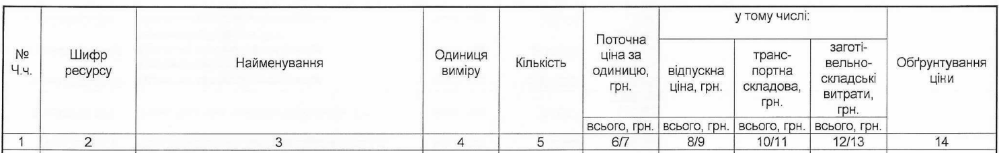 №
Ч.ч.
Шифр
ресурсу
Найменування
Одиниця
виміру
Кількість
Поточна
ціна за
одиницю,
грн.
всього, грн.
у тому числі:
відпускна
ціна, грн.
всього, грн.
транс-
портна
складова,
грн.
всього, грн.
заготі-
вельно-
складські
витрати,
грн.
всього, грн.
Обґрунтування
ціни
1 2 3 4 5 6/7 8/9 10/11 12/13 14